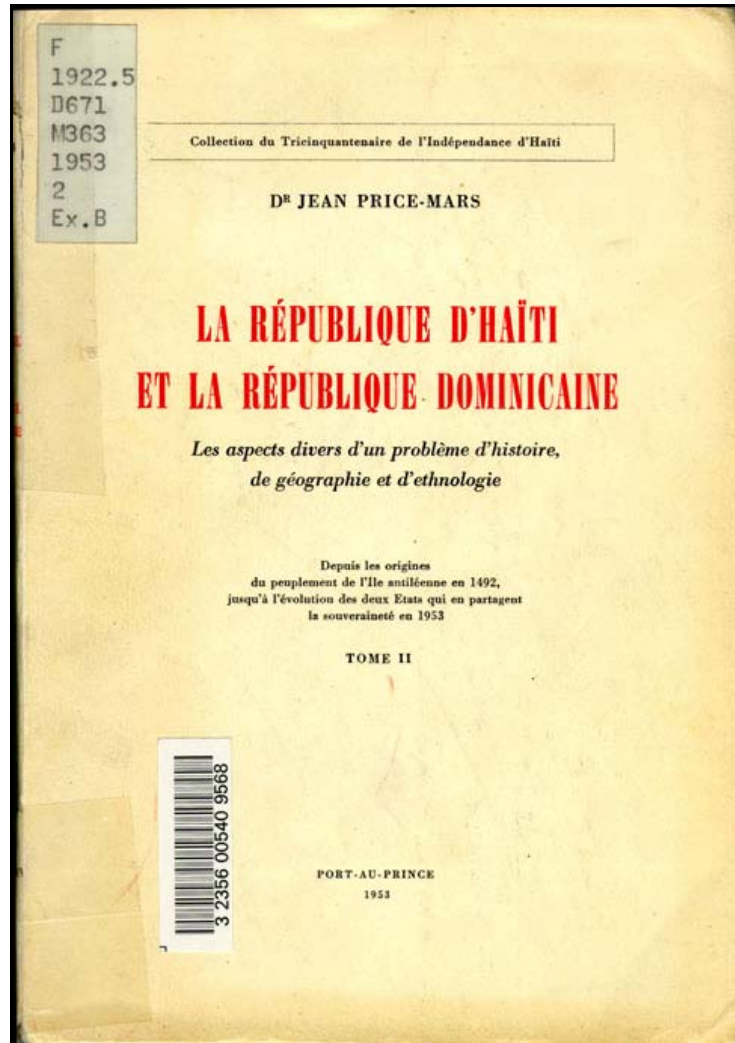 F
1922.5
D671
M363
1953
2
Ex.B
Collection du Tricinquantenaire de l'Indépendance d'Haïti
DR JEAN PRICE-MARS
LA RÉPUBLIQUE D'HAÏTI
ET LA RÉPUBLIQUE DOMINICAINE
Les aspects divers d'un problème d'histoire,
de géographie et d'ethnologie
Depuis les origines
du peuplement de l'Ile antiléenne en 1492,
jusqu'à l'évolution des deux Etats qui en partagent
la souveraineté en 1953
TOME II
3 2356 00540 9568
PORT-AU-PRINCE
1953